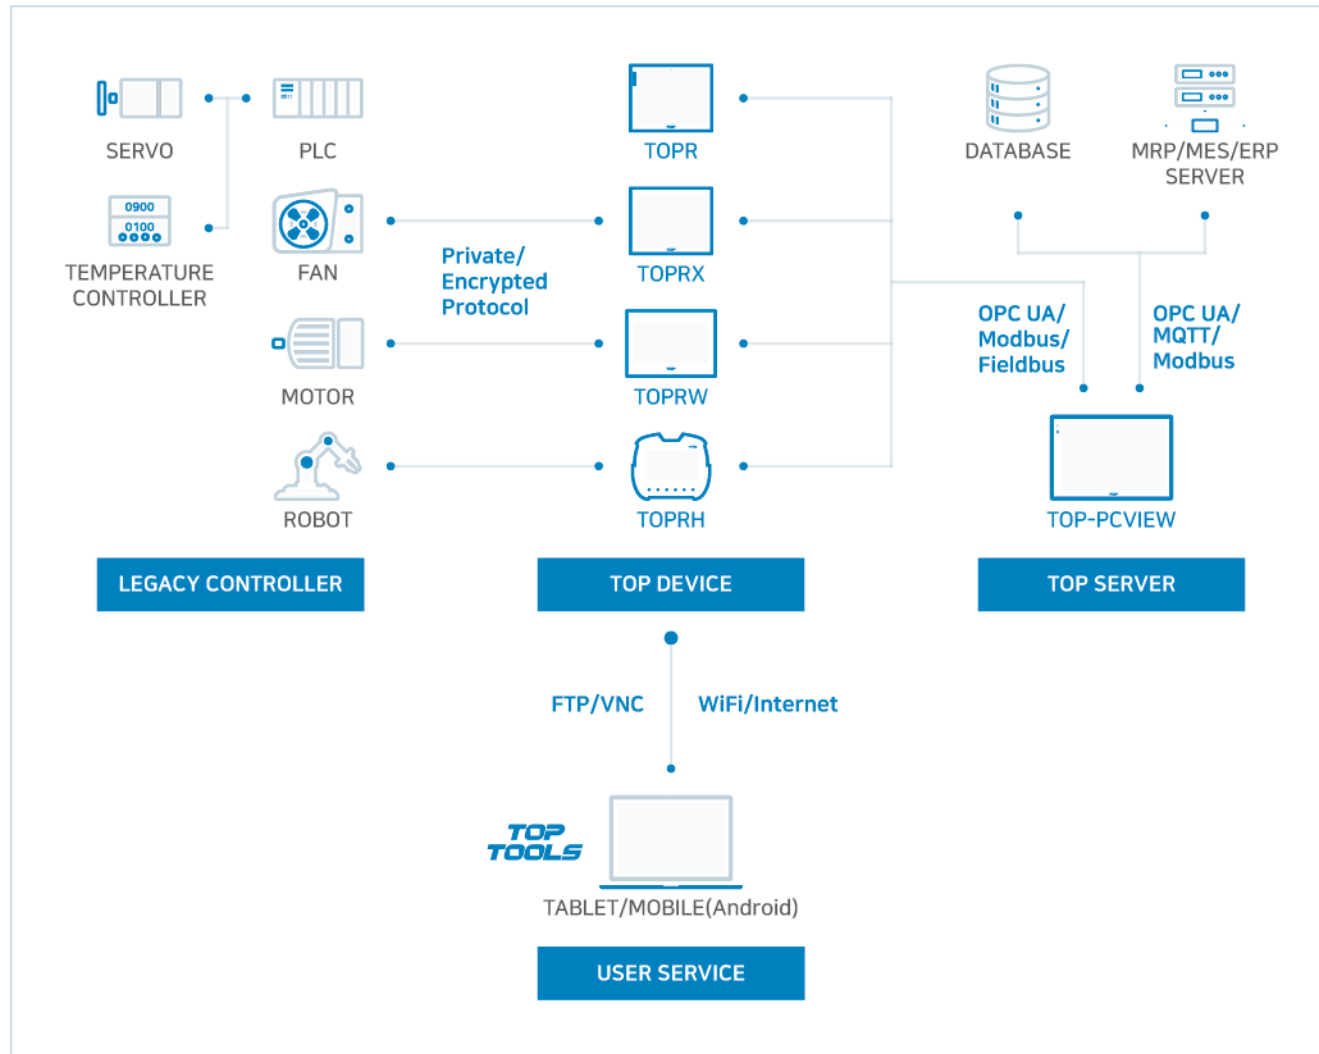 SERVO
PLC
TOPR
DATABASE
MRP/MES/ERP
SERVER
0900
0100
TEMPERATURE
CONTROLLER
FAN
Private/
Encrypted
Protocol
TOPRX
OPC UA/
Modbus/
Fieldbus
OPC UA/
MQTT/
Modbus
MOTOR
TOPRW
ROBOT
TOPRH
TOP-PCVIEW
LEGACY CONTROLLER
TOP DEVICE
TOP SERVER
FTP/VNC
WiFi/Internet
TOP
TOOLS
TABLET/MOBILE(Android)
USER SERVICE